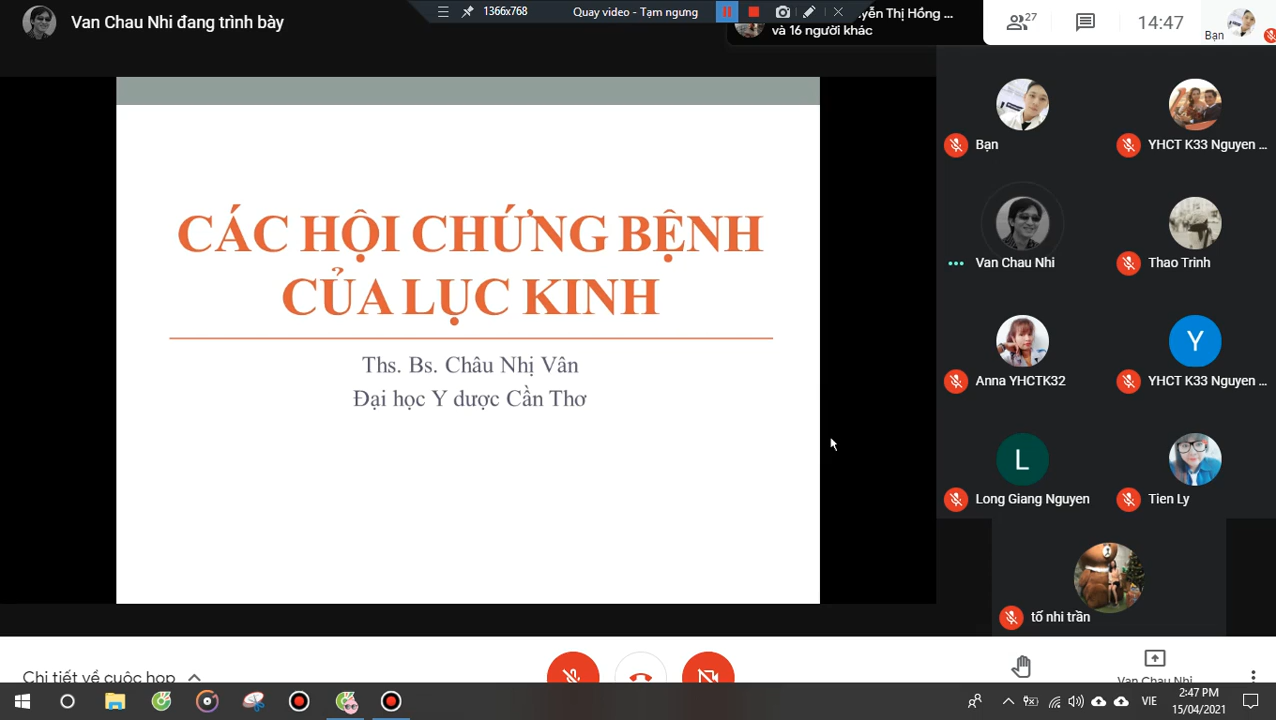 Van Chau Nhi đang trình bày
1366x768
Quay video - Tạm ngưng
yễn Thị Hồng ...
và 16 người khác
27
14:47
Bạn
CÁC HỘI CHỨNG BỆNH
CỦA LỤC KINH
Ths. Bs. Châu Nhị Vân
Đại học Y dược Cần Thơ
Bạn
YHCT K33 Nguyen ...
Van Chau Nhi
Thao Trinh
Anna YHCTK32
Y
YHCT K33 Nguyen ...
L
Long Giang Nguyen
Tien Ly
tố nhi trần
Chi tiết về cuộc họp
Van Chau Nhi
VIE
2:47 PM
15/04/2021